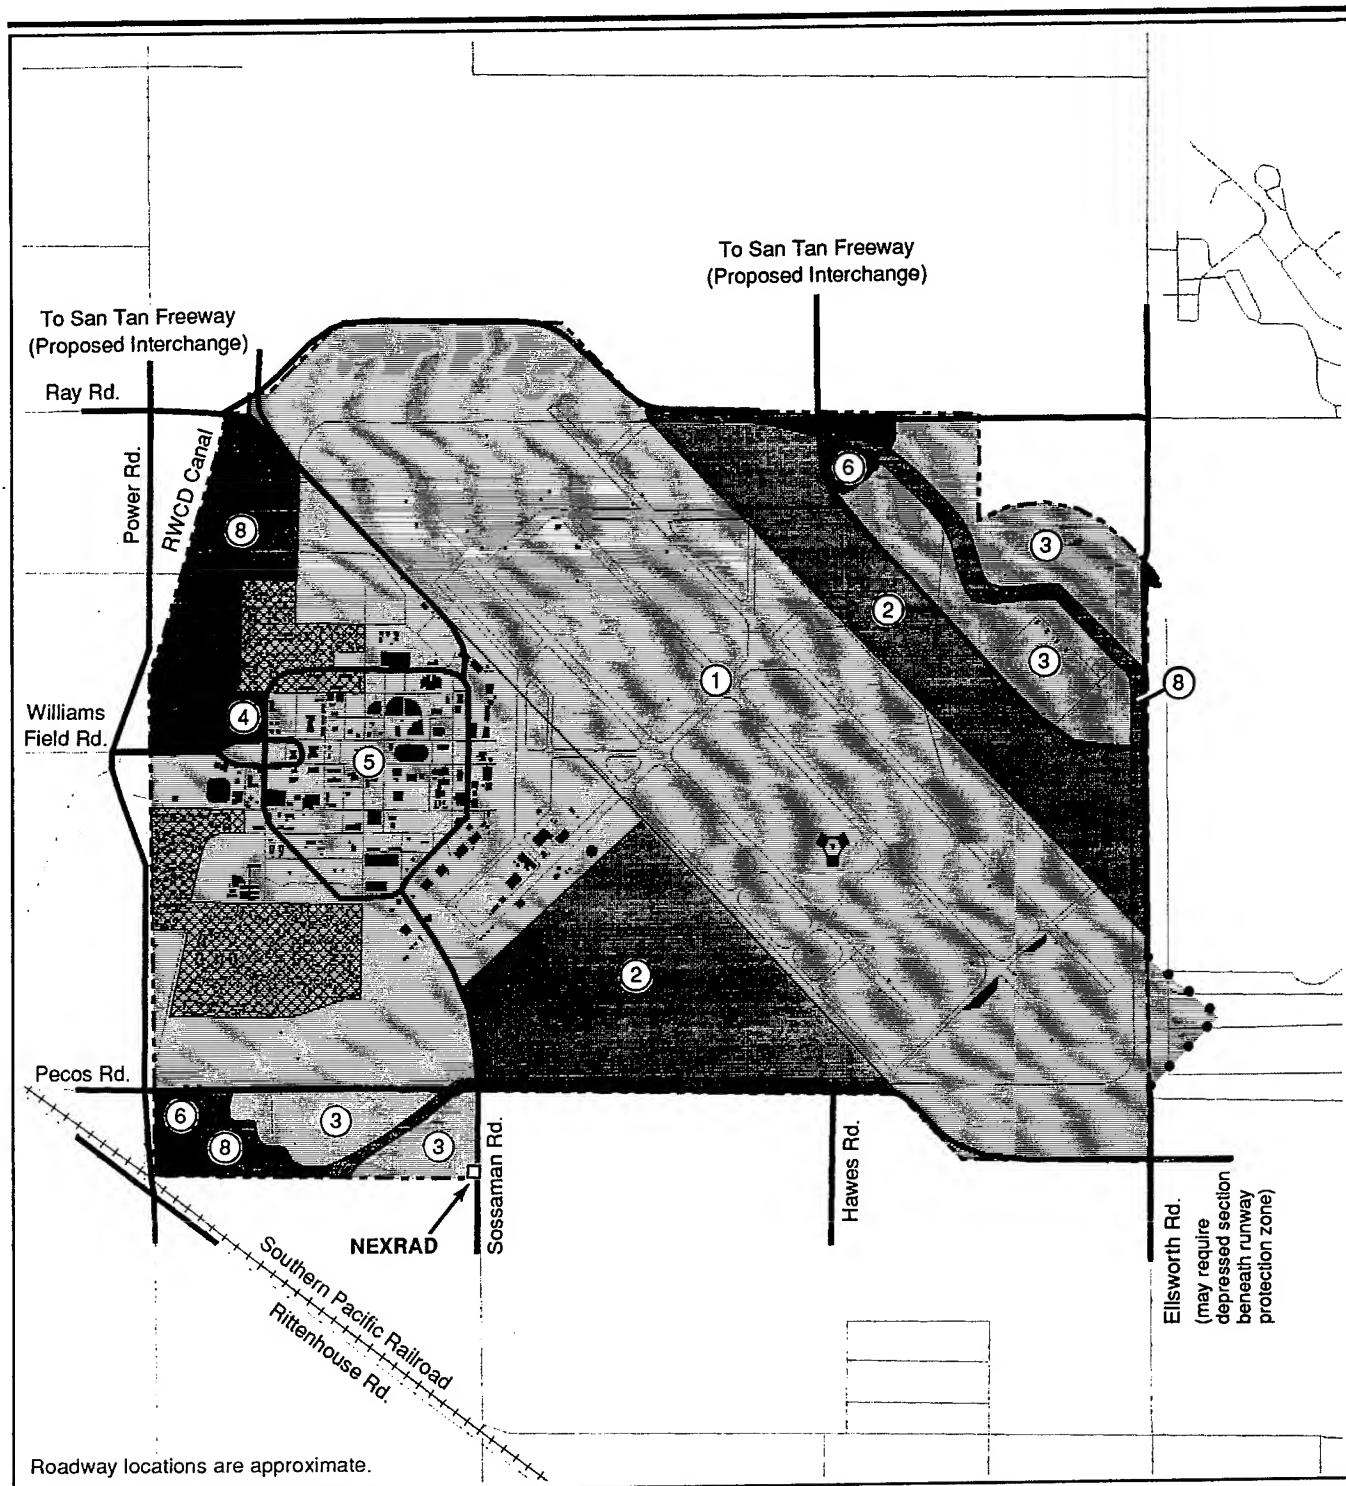 To San Tan Freeway
(Proposed Interchange)
To San Tan Freeway
(Proposed Interchange)
Ray Rd.
Power Rd.
RWCD Canal
6
8
3
2
3
1
8
4
Williams
Field Rd.
5
2
Pecos Rd.
6
3
8
3
Sossaman Rd.
Hawes Rd.
Ellsworth Rd.
(may require
depressed section
beneath runway
protection zone)
NEXRAD
Southern Pacific Railroad
Rittenhouse Rd.
Roadway locations are approximate.